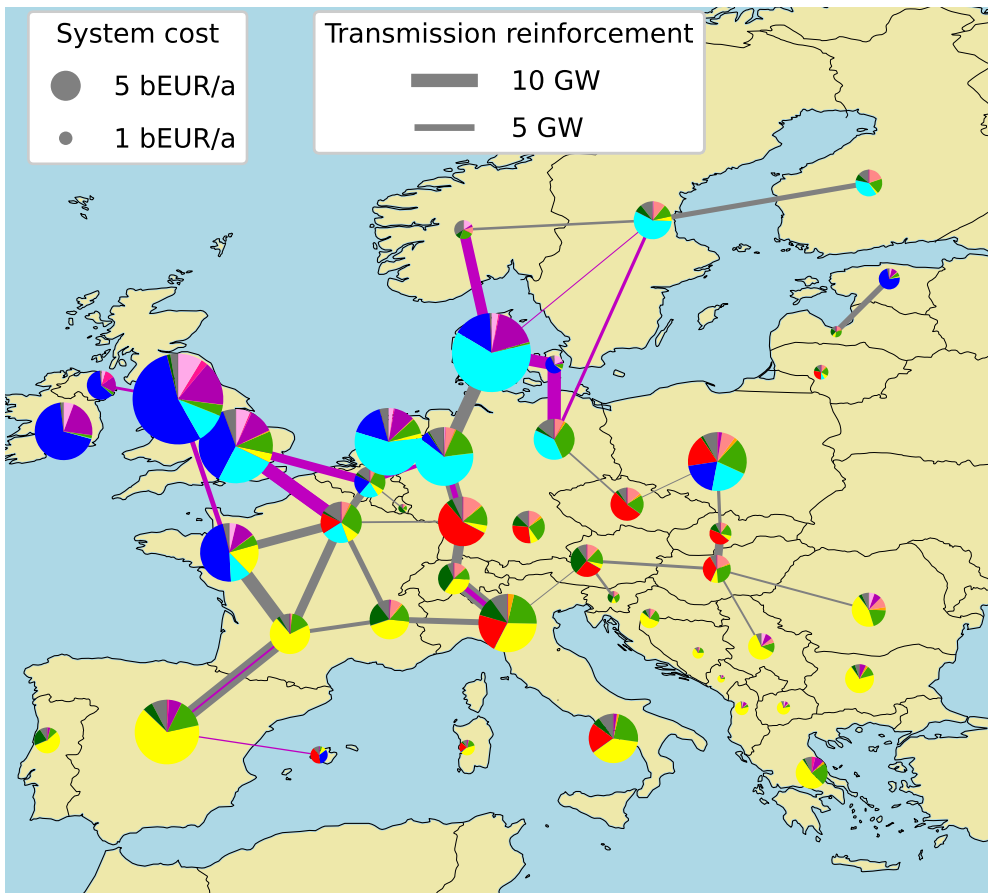 System cost
5 bEUR/a
1 bEUR/a
Transmission reinforcement
10 GW
5 GW